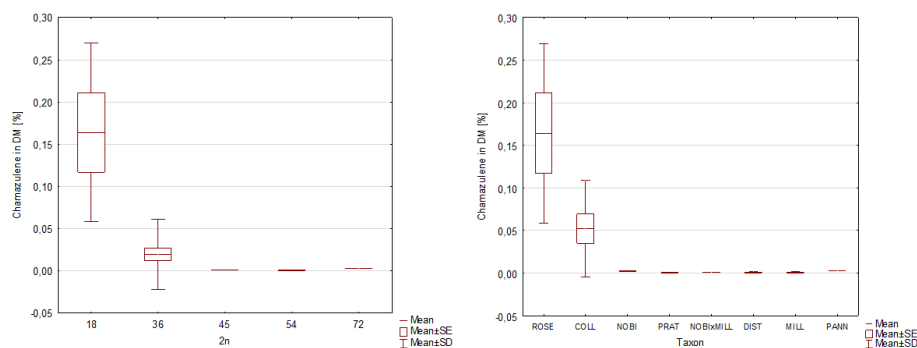 0,30
0,25
0,20
0,15
0,10
0,05
0,00
-0,05
Chamazulene in DM [%]
18 36 45 54 72
2n
Mean
Mean±SE
Mean±SD
0,30
0,25
0,20
0,15
0,10
0,05
0,00
-0,05
Chamazulene in DM [%]
ROSE COLL NOBI PRAT NOBIxMILL DIST MILL PANN
Taxon
Mean
Mean±SE
Mean±SD